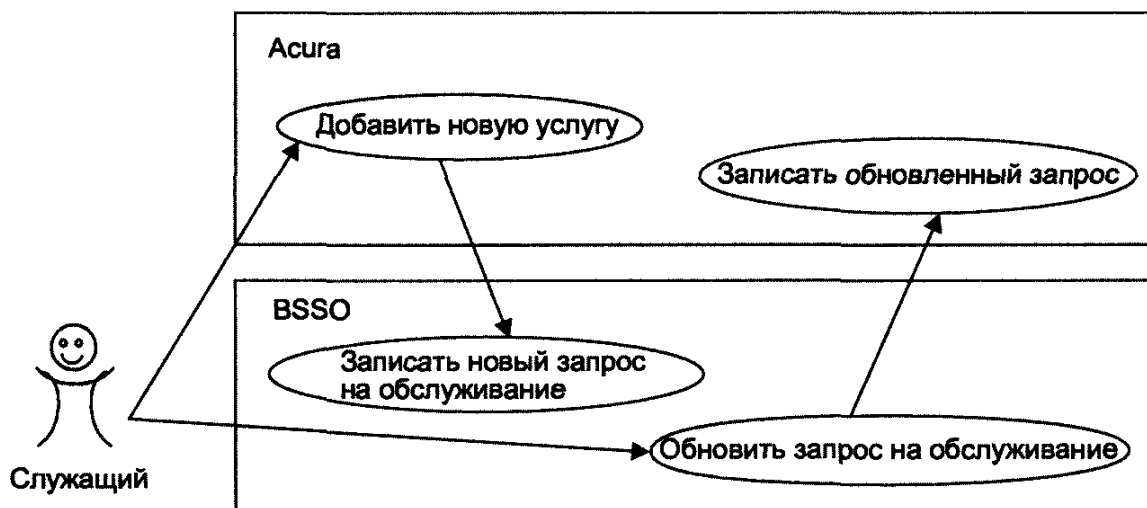 Acura
Добавить новую услугу
Записать обновленный запрос
BSSO
Записать новый запрос
на обслуживание
Обновить запрос на обслуживание
Служащий